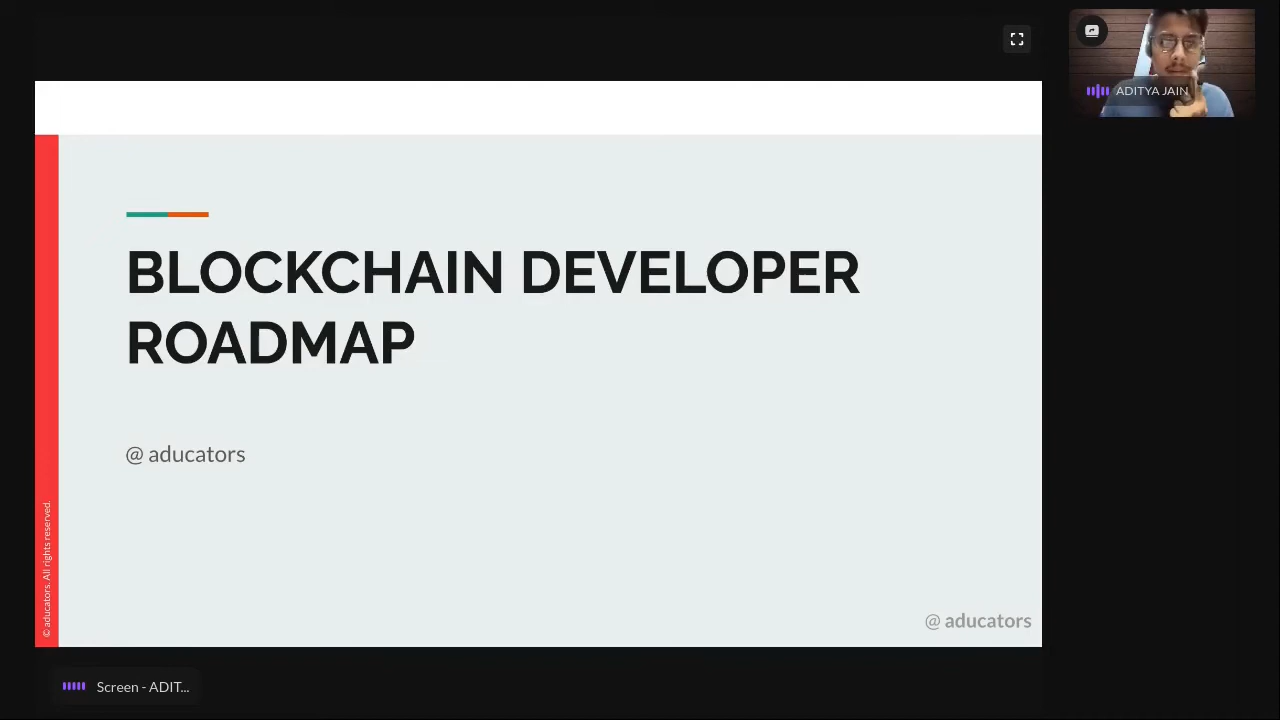 BLOCKCHAIN DEVELOPER
ROADMAP
@ aducators
© aducators. All rights reserved.
@ aducators
Screen - ADIT...
ADITYA JAIN